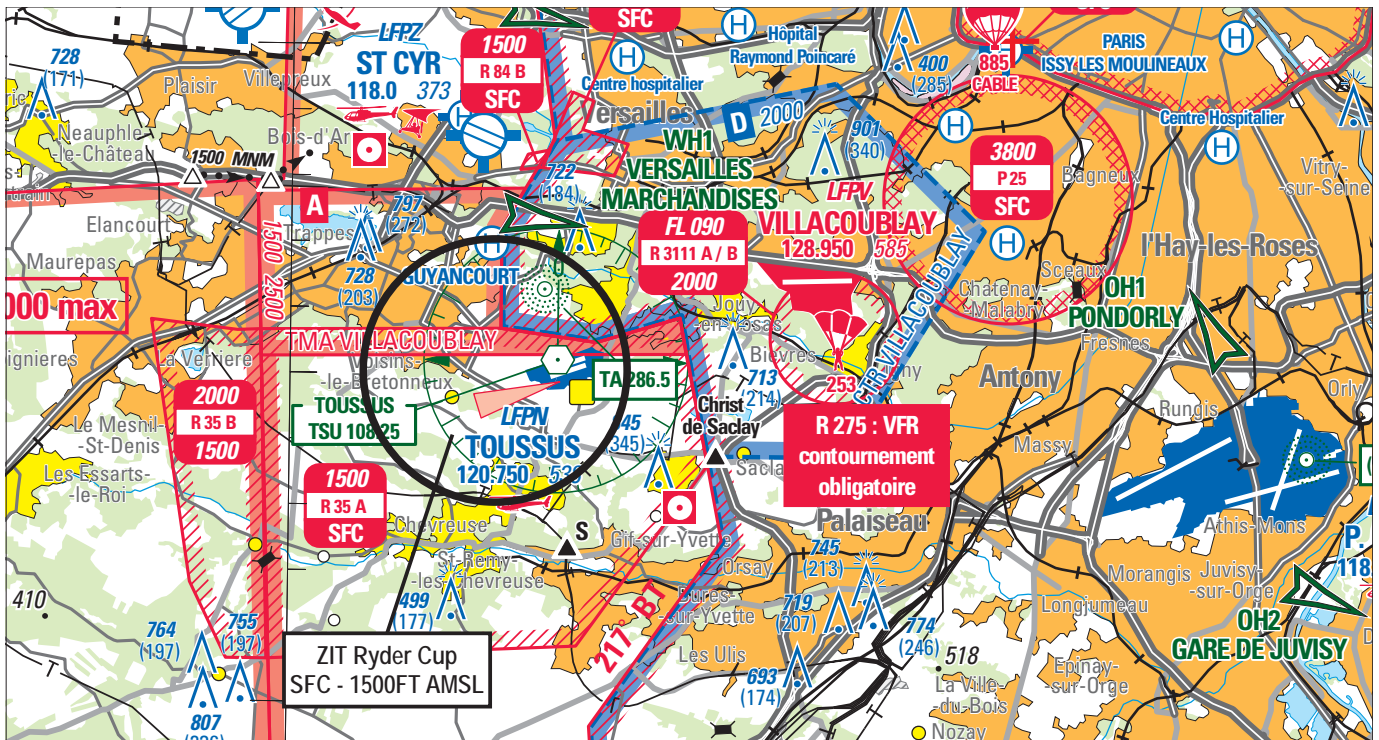 728
(171)
Plaisir
Villepreux
LFPZ
ST CYR
118.0 373
1500
R 84 B
SFC
SFC
H
Centre hospitalier
ersailles
Hôpital
Raymond Poincaré
H
400
(285)
885
CABLE
PARIS
ISSY LES MOULINEAUX
H
Centre Hospitalier
H
Vitry-
-sur-Seine
Neauphle-
-le-Château
Bois-d'Ar
1500 MNM
D 2000
901
(340)
H
3800
P 25
SFC
Bagneux
H
WH1
VERSAILLES
MARCHANDISES
722
(184)
A
Elancourt
Trappes
797
(272)
728
(203)
H
GUYANCOURT
Maurepas
000 max
1500 2500
LFPV
VILLACOUBLAY
128.950 585
FL 090
R 3111 A / B
2000
Jouy
-en-Josas
Bièvres
713
(214)
253
CTR VILLACOUBLAY
Châtenay-
-Malabry
Sceaux
l'Hay-les-Roses
OH1
PONDORLY
Fresnes
Antony
Orly
Rungis
TMA VILLACOUBLAY
ignieres
La Verriere
Voisins-
-le-Bretonneux
TA 286.5
TOUSSUS
TSU 108.25
2000
R 35 B
1500
LFPN
TOUSSUS
120.750
345)
Christ
de Saclay
Sacla
R 275 : VFR
contournement
obligatoire
Massy
Palaiseau
Le Mesnil-
-St-Denis
Les Essarts-
-le-Roi
1500
R 35 A
SFC
Chevreuse
St-Remy-
-les-Chevreuse
S
Gif-sur-Yvette
Orsay
Bures-
-sur-Yvette
217. B1
Les Ulis
745
(213)
719
(207)
774
(246)
693
(174)
518
La Ville-
-du-Bois
Nozay
Athis-Mons
P.
118
Morangis
Juvisy-
-sur-Orge
Longjumeau
OH2
GARE DE JUVISY
Epinay-
-sur-Orge
410
764
(197)
755
(197)
807
499
(177)
ZIT Ryder Cup
SFC - 1500FT AMSL